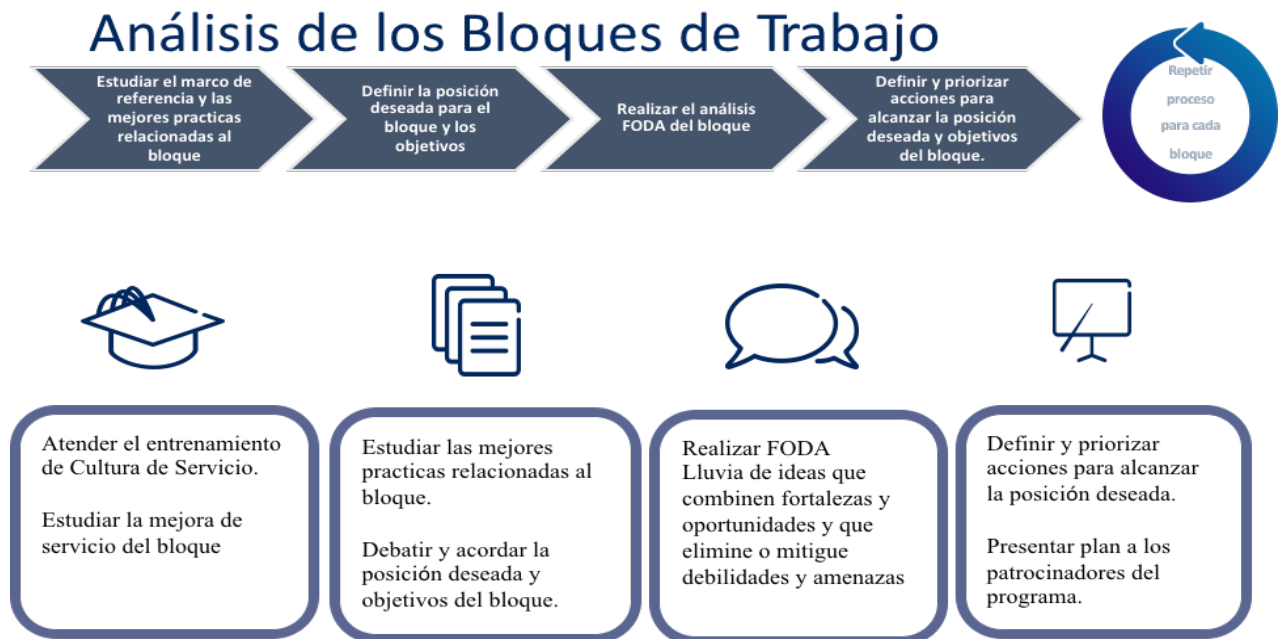 Análisis de los Bloques de Trabajo
Estudiar el marco de
referencia y las
mejores practicas
relacionadas al
bloque
Definir la posición
deseada para el
bloque y los
objetivos
Realizar el análisis
FODA del bloque
Definir y priorizar
acciones para
alcanzar la posición
deseada y objetivos
del bloque.
Repetir
proceso
para cada
bloque
Atender el entrenamiento
de Cultura de Servicio.
Estudiar la mejora de
servicio del bloque
Estudiar las mejores
practicas relacionadas al
bloque.
Debatir y acordar la
posición deseada y
objetivos del bloque.
Realizar FODA
Lluvia de ideas que
combinen fortalezas y
oportunidades y que
elimine o mitigue
debilidades y amenazas
Definir y priorizar
acciones para alcanzar
la posición deseada.
Presentar plan a los
patrocinadores del
programa.